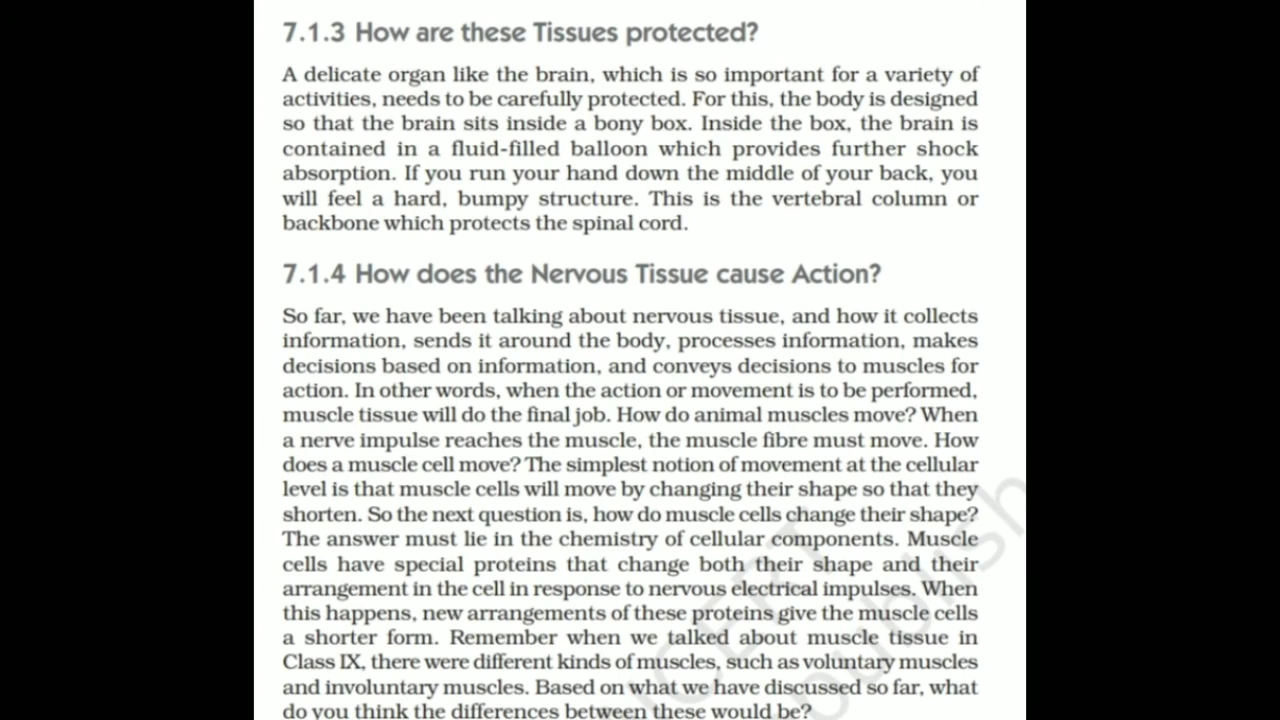 7.1.3 How are these Tissues protected?
A delicate organ like the brain, which is so important for a variety of
activities, needs to be carefully protected. For this, the body is designed
so that the brain sits inside a bony box. Inside the box, the brain is
contained in a fluid-filled balloon which provides further shock
absorption. If you run your hand down the middle of your back, you
will feel a hard, bumpy structure. This is the vertebral column or
backbone which protects the spinal cord.
7.1.4 How does the Nervous Tissue cause Action?
So far, we have been talking about nervous tissue, and how it collects
information, sends it around the body, processes information, makes
decisions based on information, and conveys decisions to muscles for
action. In other words, when the action or movement is to be performed,
muscle tissue will do the final job. How do animal muscles move? When
a nerve impulse reaches the muscle, the muscle fibre must move. How
does a muscle cell move? The simplest notion of movement at the cellular
level is that muscle cells will move by changing their shape so that they
shorten. So the next question is, how do muscle cells change their shape?
The answer must lie in the chemistry of cellular components. Muscle
cells have special proteins that change both their shape and their
arrangement in the cell in response to nervous electrical impulses. When
this happens, new arrangements of these proteins give the muscle cells
a shorter form. Remember when we talked about muscle tissue in
Class IX, there were different kinds of muscles, such as voluntary muscles
and involuntary muscles. Based on what we have discussed so far, what
do you think the differences between these would be?
NCERT
publish